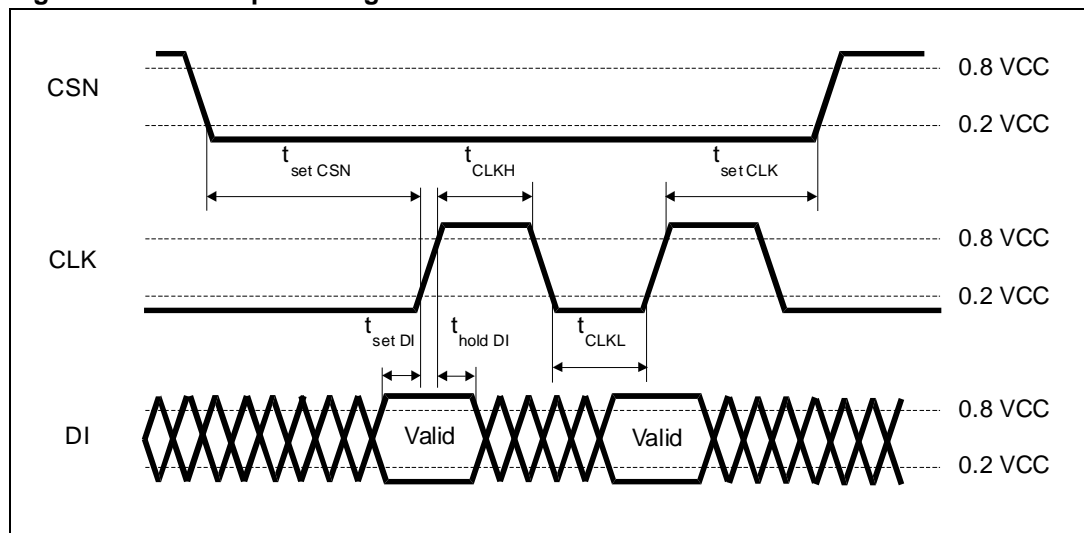 CSN
0.8 VCC
0.2 VCC
t set CSN
t CLKH
t set CLK
CLK
0.8 VCC
0.2 VCC
t set DI
t hold DI
t CLKL
DI
Valid
Valid
0.8 VCC
0.2 VCC